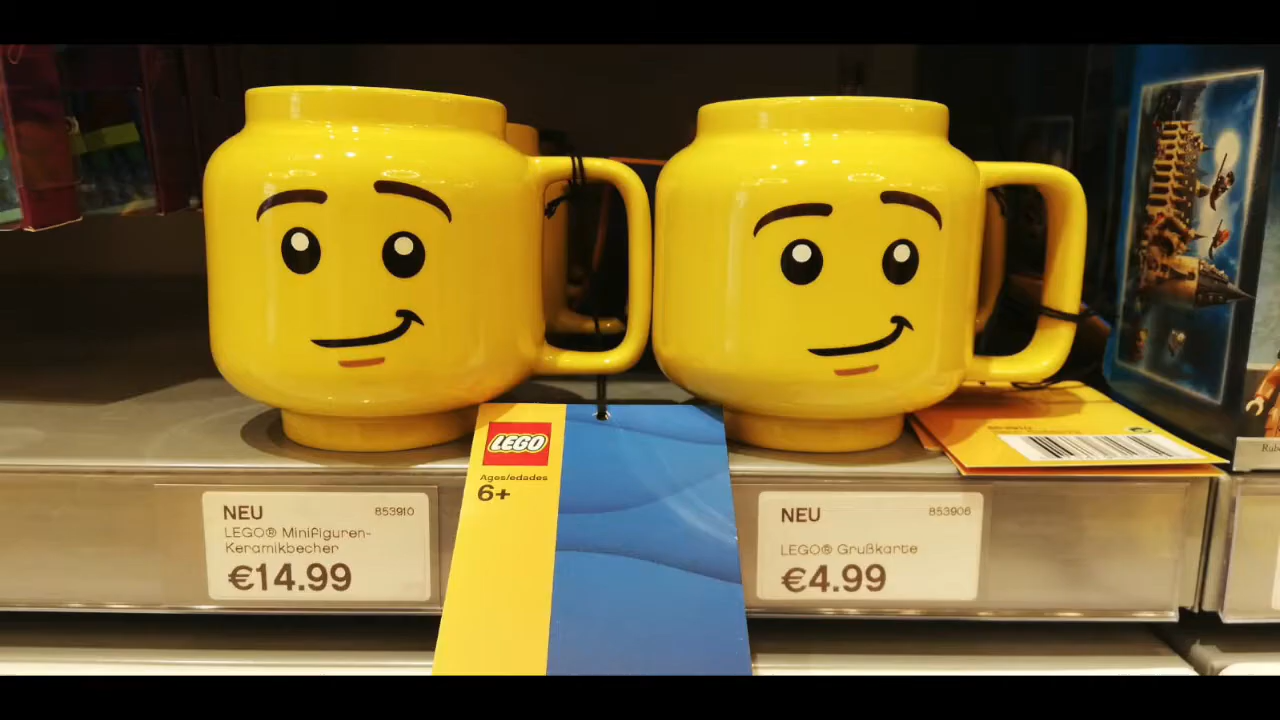 LEGO
Ages/edades
6+
NEU 853910
LEGO® Minifiguren-
Keramikbecher
€14.99
NEU 853906
LEGO® Grußkarte
€4.99